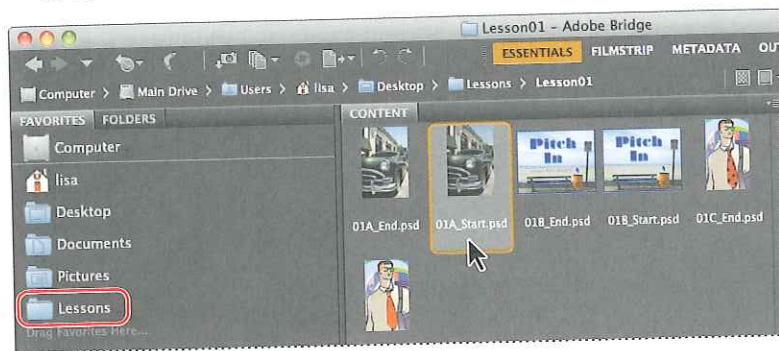 Lesson01 – Adobe Bridge
ESSENTIALS FILMSTRIP METADATA OU
Computer > Main Drive > Users > lisa > Desktop > Lessons > Lesson01
FAVORITES FOLDERS
CONTENT
Computer
lisa
Desktop
Documents
Pictures
Lessons
Drag Favorites Here...
Pitch
In
Pitch
In
01A_End.psd 01A_Start.psd 01B_End.psd 01B_Start.psd 01C_End.psd